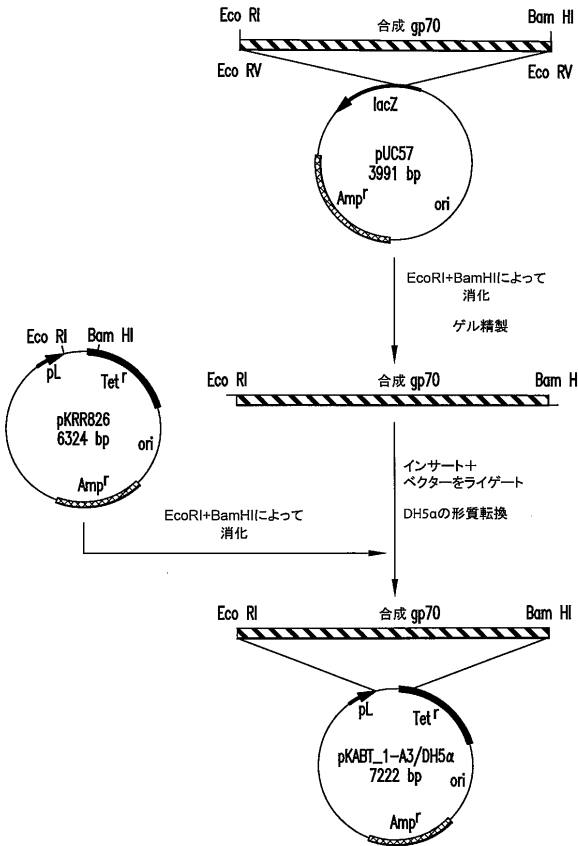 Eco RI
合成 gp70
Bam HI
Eco RV
Eco RV
lacZ
pUC57
3991 bp
Ampr
ori
EcoRI+BamHIによって
消化
ゲル精製
Eco RI
Bam HI
pL
Tetr
pKRR826
6324 bp
ori
Ampr
Eco RI
合成 gp70
Bam H
インサート+
ベクターをライゲート
DH5αの形質転換
EcoRI+BamHIによって
消化
Eco RI
合成 gp70
Bam HI
pL
Tetr
pKABT_1-A3/DH5α
7222 bp
ori
Ampr